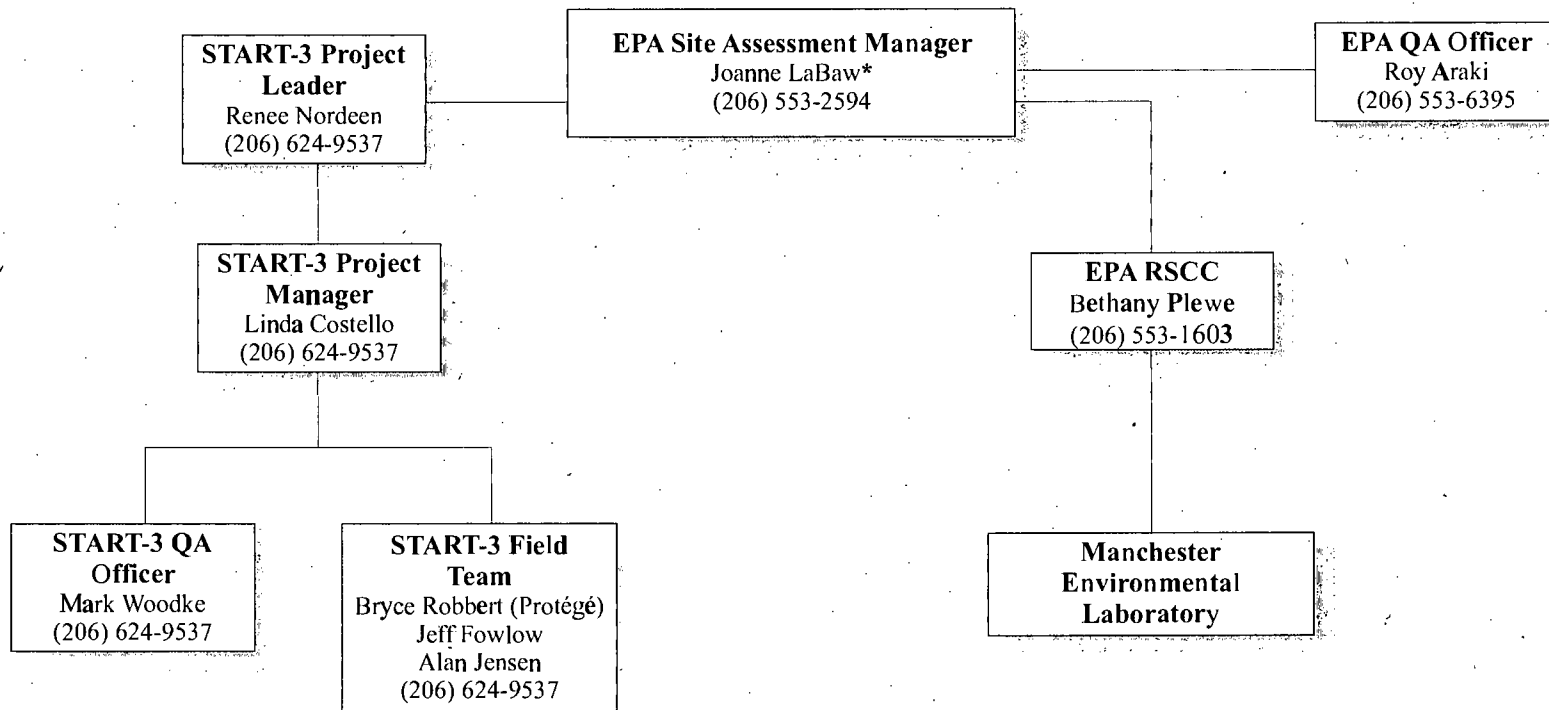 START-3 Project
Leader
Renee Nordeen
(206) 624-9537
EPA Site Assessment Manager
Joanne LaBaw*
(206) 553-2594
EPA QA Officer
Roy Araki
(206) 553-6395
START-3 Project
Manager
Linda Costello
(206) 624-9537
EPA RSCC
Bethany Plewe
(206) 553-1603
START-3 QA
Officer
Mark Woodke
(206) 624-9537
START-3 Field
Team
Bryce Robbert (Protégé)
Jeff Fowlow
Alan Jensen
(206) 624-9537
Manchester
Environmental
Laboratory